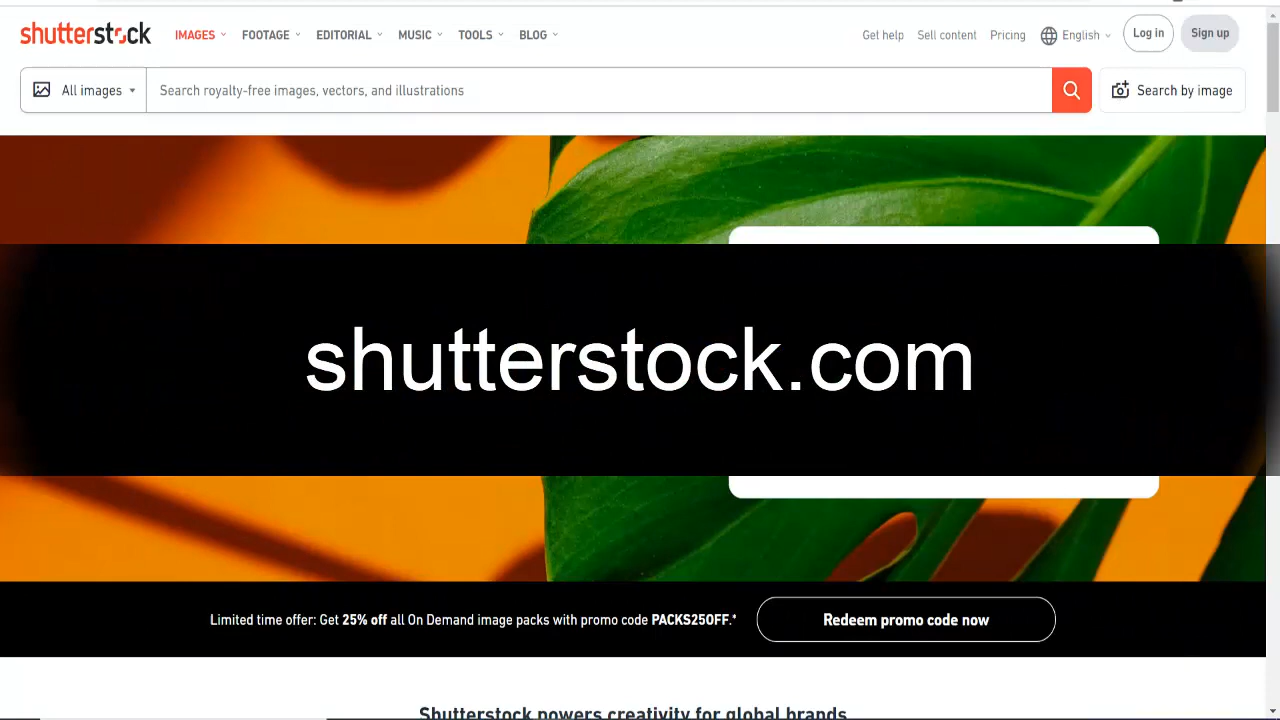 shutterstock IMAGES FOOTAGE EDITORIAL MUSIC TOOLS BLOG Get help Sell content Pricing English Log in Sign up
All images Search royalty-free images, vectors, and illustrations Search by image
shutterstock.com
Limited time offer: Get 25% off all On Demand image packs with promo code PACKS25OFF.* Redeem promo code now
Shutterstock powers creativity for global brands